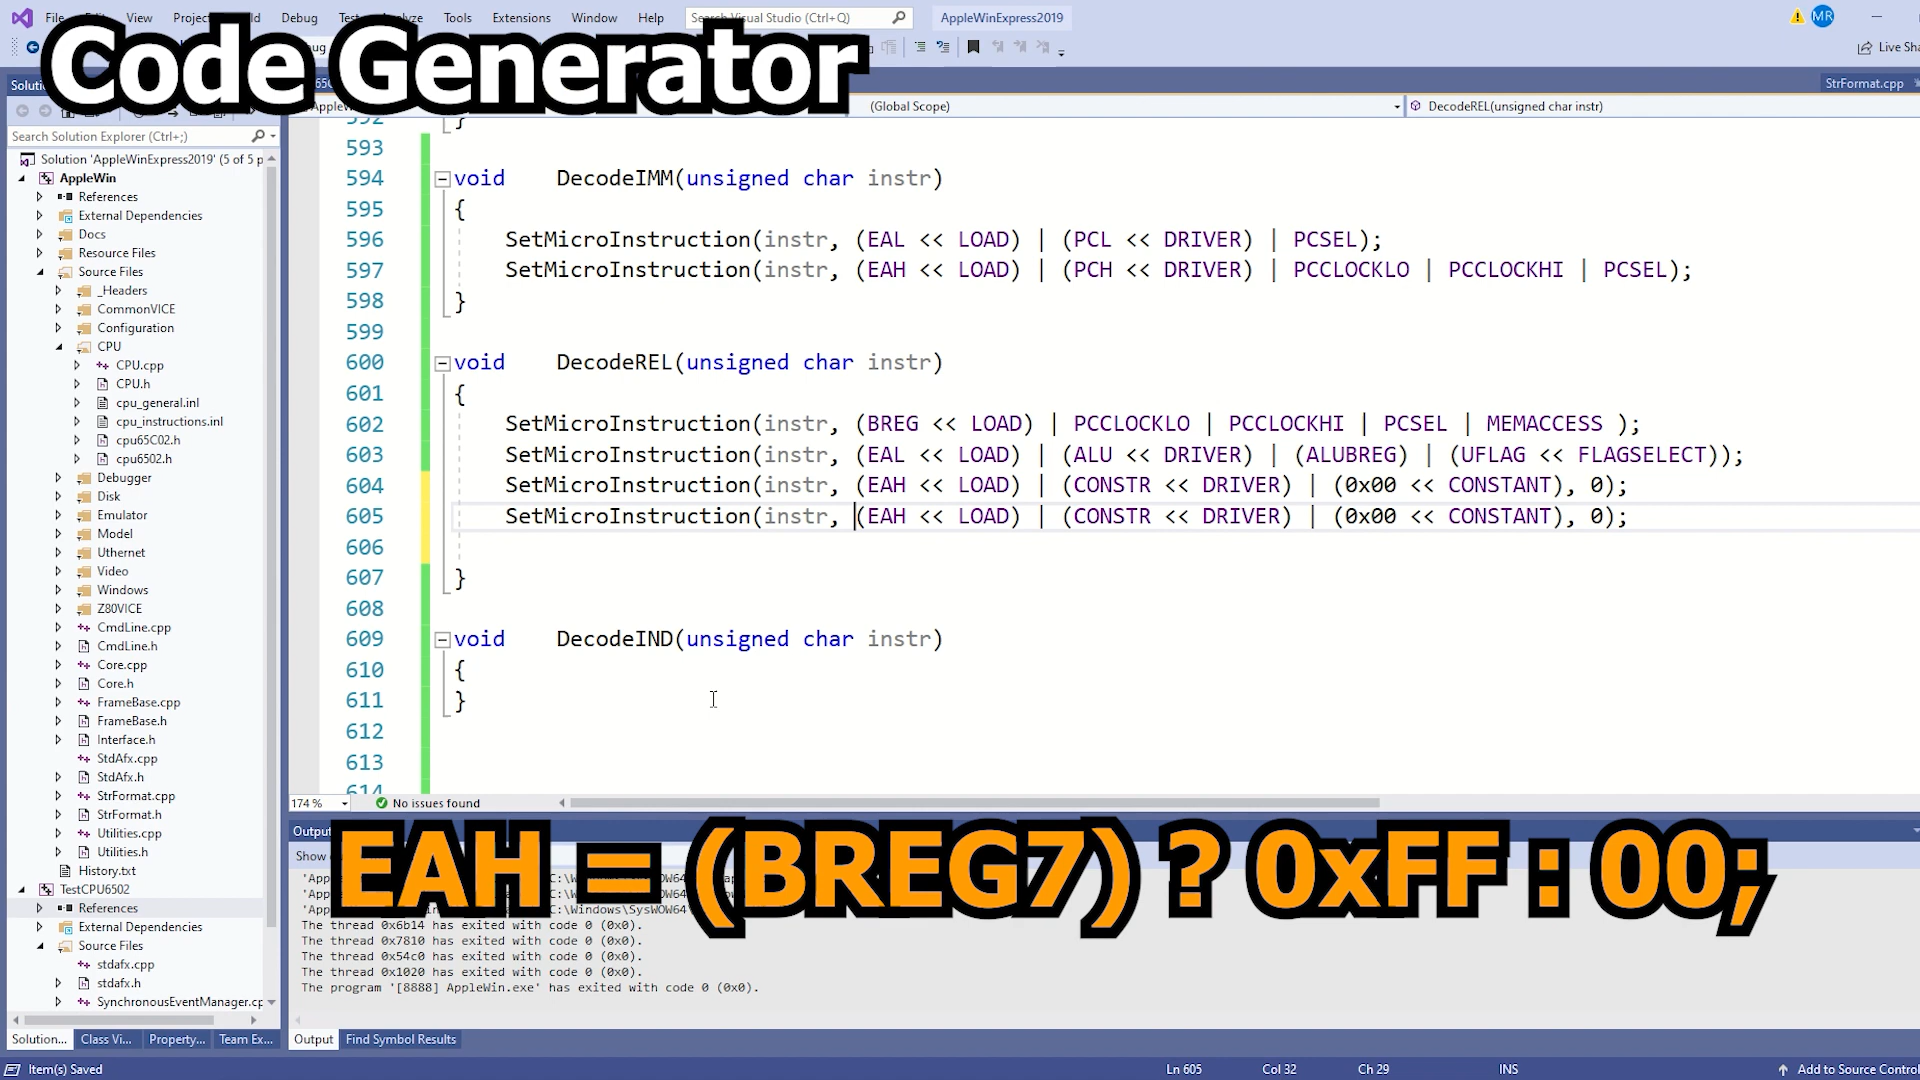 File
View
Debug
Tools
Extensions
Window
Help
Search Visual Studio (Ctrl+Q)
AppleWinExpress2019
MR
Live Sha
Code Generator
StrFormat.cpp
(Global Scope)
DecodeREL(unsigned char instr)
Search Solution Explorer (Ctrl+;)
Solution 'AppleWinExpress2019' (5 of 5 p
AppleWin
References
External Dependencies
Docs
Resource Files
Source Files
_Headers
CommonVICE
Configuration
CPU
CPU.cpp
CPU.h
cpu_general.inl
cpu_instructions.inl
cpu65C02.h
cpu6502.h
Debugger
Disk
Emulator
Model
Uthernet
Video
Windows
Z80VICE
CmdLine.cpp
CmdLine.h
Core.cpp
Core.h
FrameBase.cpp
FrameBase.h
Interface.h
StdAfx.cpp
StdAfx.h
StrFormat.cpp
StrFormat.h
Utilities.cpp
Utilities.h
History.txt
TestCPU6502
References
External Dependencies
Source Files
stdafx.cpp
stdafx.h
SynchronousEventManager.cp
Solution...
Class Vi...
Property...
Team Ex...
592 }
593
594 void DecodeIMM(unsigned char instr)
595 {
596 SetMicroInstruction(instr, (EAL << LOAD) | (PCL << DRIVER) | PCSEL);
597 SetMicroInstruction(instr, (EAH << LOAD) | (PCH << DRIVER) | PCCLOCKLO | PCCLOCKHI | PCSEL);
598 }
599
600 void DecodeREL(unsigned char instr)
601 {
602 SetMicroInstruction(instr, (BREG << LOAD) | PCCLOCKLO | PCCLOCKHI | PCSEL | MEMACCESS );
603 SetMicroInstruction(instr, (EAL << LOAD) | (ALU << DRIVER) | (ALUBREG) | (UFLAG << FLAGSELECT));
604 SetMicroInstruction(instr, (EAH << LOAD) | (CONSTR << DRIVER) | (0x00 << CONSTANT), 0);
605 SetMicroInstruction(instr, (EAH << LOAD) | (CONSTR << DRIVER) | (0x00 << CONSTANT), 0);
606
607 }
608
609 void DecodeIND(unsigned char instr)
610 {
611 }
612
613
614
174 %
No issues found
Output
Show
EAH = (BREG7) ? 0xFF : 00;
The thread 0x6b14 has exited with code 0 (0x0).
The thread 0x7810 has exited with code 0 (0x0).
The thread 0x54c0 has exited with code 0 (0x0).
The thread 0x1020 has exited with code 0 (0x0).
The program '[8888] AppleWin.exe' has exited with code 0 (0x0).
Output
Find Symbol Results
Item(s) Saved
Ln 605
Col 32
Ch 29
INS
Add to Source Control